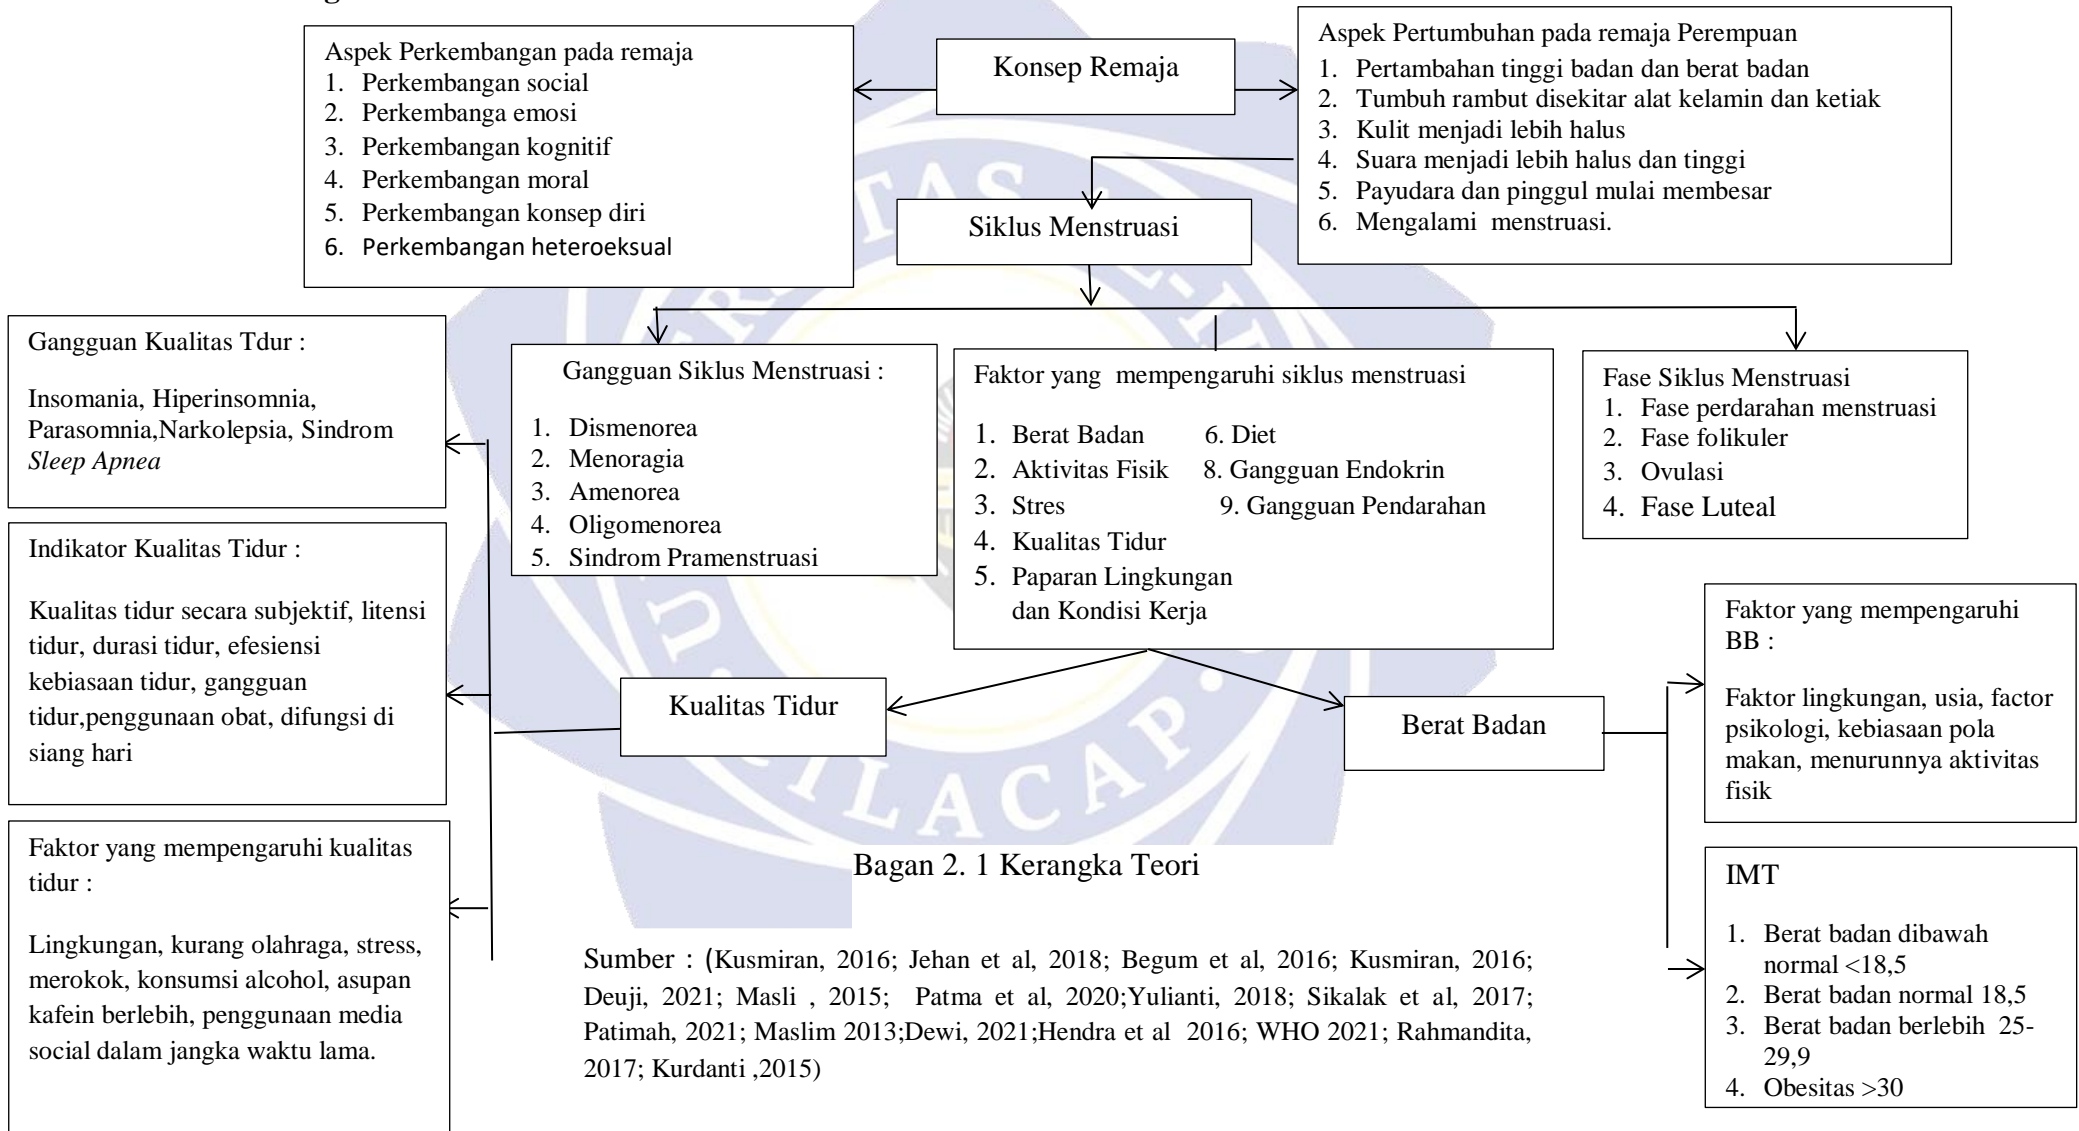 Aspek Perkembangan pada remaja
1. Perkembangan social
2. Perkembanga emosi
3. Perkembangan kognitif
4. Perkembangan moral
5. Perkembangan konsep diri
6. Perkembangan heteroeksual
Konsep Remaja
Aspek Pertumbuhan pada remaja Perempuan
1. Pertambahan tinggi badan dan berat badan
2. Tumbuh rambut disekitar alat kelamin dan ketiak
3. Kulit menjadi lebih halus
4. Suara menjadi lebih halus dan tinggi
5. Payudara dan pinggul mulai membesar
6. Mengalami menstruasi.
Siklus Menstruasi
Gangguan Kualitas Tdur :
Insomania, Hiperinsomnia,
Parasomnia,Narkolepsia, Sindrom
Sleep Apnea
Gangguan Siklus Menstruasi :
1. Dismenorea
2. Menoragia
3. Amenorea
4. Oligomenorea
5. Sindrom Pramenstruasi
Faktor yang mempengaruhi siklus menstruasi
1. Berat Badan 6. Diet
2. Aktivitas Fisik 8. Gangguan Endokrin
3. Stres 9. Gangguan Pendarahan
4. Kualitas Tidur
5. Paparan Lingkungan
dan Kondisi Kerja
Fase Siklus Menstruasi
1. Fase perdarahan menstruasi
2. Fase folikuler
3. Ovulasi
4. Fase Luteal
Indikator Kualitas Tidur :
Kualitas tidur secara subjektif, litensi
tidur, durasi tidur, efesiensi
kebiasaan tidur, gangguan
tidur,penggunaan obat, difungsi di
siang hari
Kualitas Tidur
Berat Badan
Faktor yang mempengaruhi
BB :
Faktor lingkungan, usia, factor
psikologi, kebiasaan pola
makan, menurunnya aktivitas
fisik
Faktor yang mempengaruhi kualitas
tidur :
Lingkungan, kurang olahraga, stress,
merokok, konsumsi alcohol, asupan
kafein berlebih, penggunaan media
social dalam jangka waktu lama.
IMT
1. Berat badan dibawah
normal <18,5
2. Berat badan normal 18,5
3. Berat badan berlebih 25-
29,9
4. Obesitas >30
CILACAP
Bagan 2. 1 Kerangka Teori
Sumber : (Kusmiran, 2016; Jehan et al, 2018; Begum et al, 2016; Kusmiran, 2016;
Deuji, 2021; Masli , 2015; Patma et al, 2020;Yulianti, 2018; Sikalak et al, 2017;
Patimah, 2021; Maslim 2013;Dewi, 2021;Hendra et al 2016; WHO 2021; Rahmandita,
2017; Kurdanti ,2015)